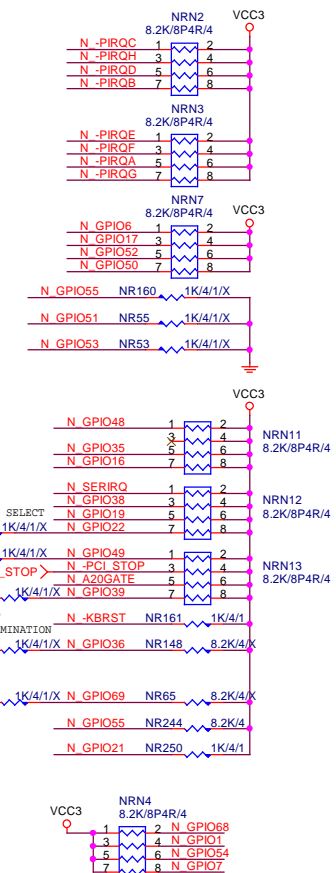 NRN2 VCC3
8.2K/8P4R/4
N_-PIRQC 1 2
N_-PIRQH 3 4
N_-PIRQD 5 6
N_-PIRQB 7 8
NRN3
8.2K/8P4R/4
N_-PIRQE 1 2
N_-PIRQF 3 4
N_-PIRQA 5 6
N_-PIRQG 7 8
NRN7
8.2K/8P4R/4 VCC3
N_GPIO6 1 2
N_GPIO17 3 4
N_GPIO52 5 6
N_GPIO50 7 8
N_GPIO55 NR160 1K/4/1/X
N_GPIO51 NR55 1K/4/1/X
N_GPIO53 NR53 1K/4/1/X
VCC3
N_GPIO48 1 2
3 4 NRN11
N_GPIO35 5 6 8.2K/8P4R/4
N_GPIO16 7 8
N_SERIRQ 1 2
N_GPIO38 3 4 NRN12
SELECT N_GPIO19 5 6 8.2K/8P4R/4
1K/4/1/X N_GPIO22 7 8
1K/4/1/X N_GPIO49 1 2
_STOP N_-PCI_STOP 3 4 NRN13
N_A20GATE 5 6 8.2K/8P4R/4
1K/4/1/X N_GPIO39 7 8
N_-KBRST NR161 1K/4/1
MINATION
1K/4/1/X N_GPIO36 NR148 8.2K/4/X
1K/4/1/X N_GPIO69 NR65 8.2K/4/X
N_GPIO55 NR244 8.2K/4
N_GPIO21 NR250 1K/4/1
NRN4
VCC3 8.2K/8P4R/4
1 2 N_GPIO68
3 4 N_GPIO1
5 6 N_GPIO54
7 8 N_GPIO7